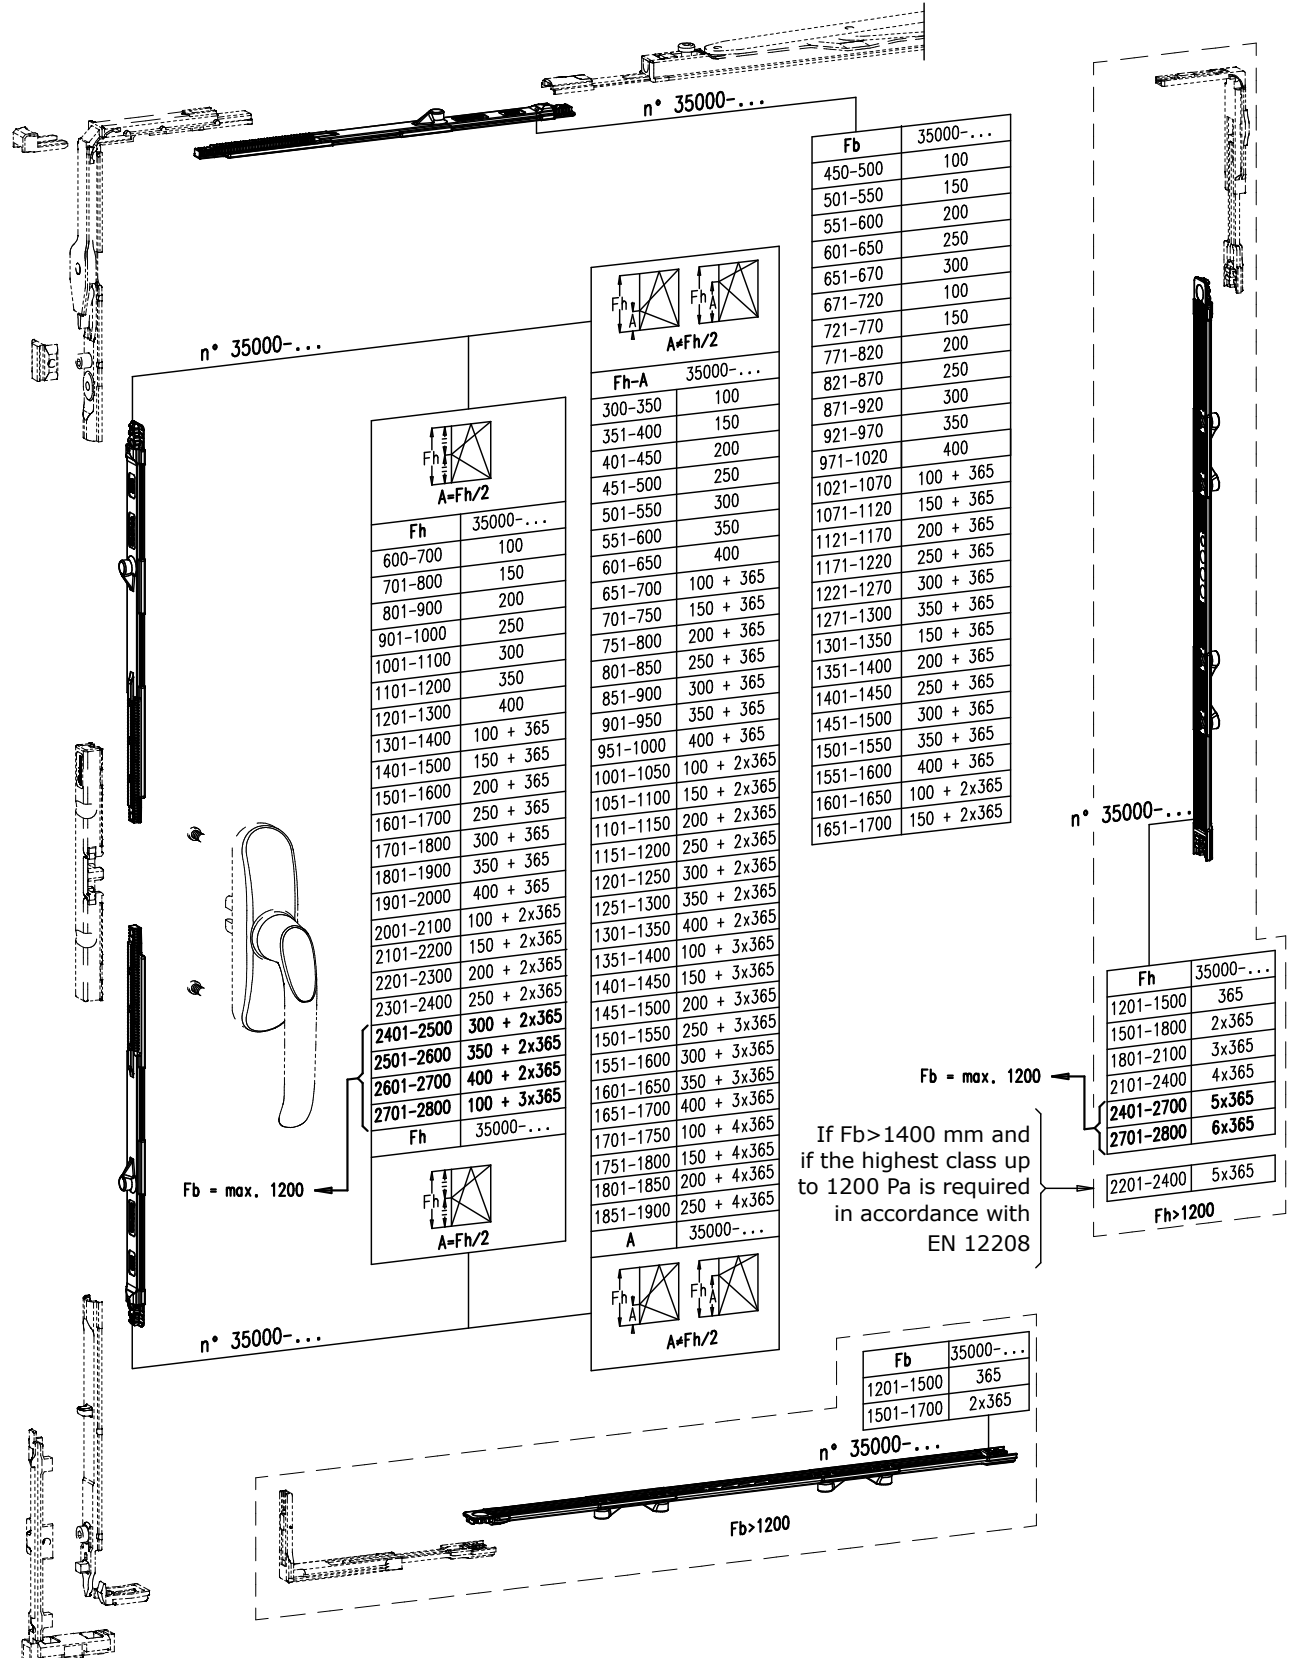 n° 35000-...
Fb 35000-...
450-500 100
501-550 150
551-600 200
601-650 250
651-670 300
671-720 100
721-770 150
771-820 200
821-870 250
871-920 300
921-970 350
971-1020 400
1021-1070 100 + 365
1071-1120 150 + 365
1121-1170 200 + 365
1171-1220 250 + 365
1221-1270 300 + 365
1271-1300 350 + 365
1301-1350 150 + 365
1351-1400 200 + 365
1401-1450 250 + 365
1451-1500 300 + 365
1501-1550 350 + 365
1551-1600 400 + 365
1601-1650 100 + 2x365
1651-1700 150 + 2x365
n° 35000-...
Fh A Fh A
A≠Fh/2
Fh-A 35000-...
300-350 100
351-400 150
401-450 200
451-500 250
501-550 300
551-600 350
601-650 400
651-700 100 + 365
701-750 150 + 365
751-800 200 + 365
801-850 250 + 365
851-900 300 + 365
901-950 350 + 365
951-1000 400 + 365
1001-1050 100 + 2x365
1051-1100 150 + 2x365
1101-1150 200 + 2x365
1151-1200 250 + 2x365
1201-1250 300 + 2x365
1251-1300 350 + 2x365
1301-1350 400 + 2x365
1351-1400 100 + 3x365
1401-1450 150 + 3x365
1451-1500 200 + 3x365
1501-1550 250 + 3x365
1551-1600 300 + 3x365
1601-1650 350 + 3x365
1651-1700 400 + 3x365
1701-1750 100 + 4x365
1751-1800 150 + 4x365
1801-1850 200 + 4x365
1851-1900 250 + 4x365
A 35000-...
Fh A Fh A
A≠Fh/2
Fh
A=Fh/2
Fh 35000-...
600-700 100
701-800 150
801-900 200
901-1000 250
1001-1100 300
1101-1200 350
1201-1300 400
1301-1400 100 + 365
1401-1500 150 + 365
1501-1600 200 + 365
1601-1700 250 + 365
1701-1800 300 + 365
1801-1900 350 + 365
1901-2000 400 + 365
2001-2100 100 + 2x365
2101-2200 150 + 2x365
2201-2300 200 + 2x365
2301-2400 250 + 2x365
2401-2500 300 + 2x365
2501-2600 350 + 2x365
2601-2700 400 + 2x365
2701-2800 100 + 3x365
Fh 35000-...
Fb = max. 1200
Fh
A=Fh/2
n° 35000-...
n° 35000-...
Fh 35000-...
1201-1500 365
1501-1800 2x365
1801-2100 3x365
2101-2400 4x365
2401-2700 5x365
2701-2800 6x365
Fb = max. 1200
If Fb>1400 mm and
if the highest class up
to 1200 Pa is required
in accordance with
EN 12208
2201-2400 5x365
Fh>1200
Fb 35000-...
1201-1500 365
1501-1700 2x365
n° 35000-...
Fb>1200